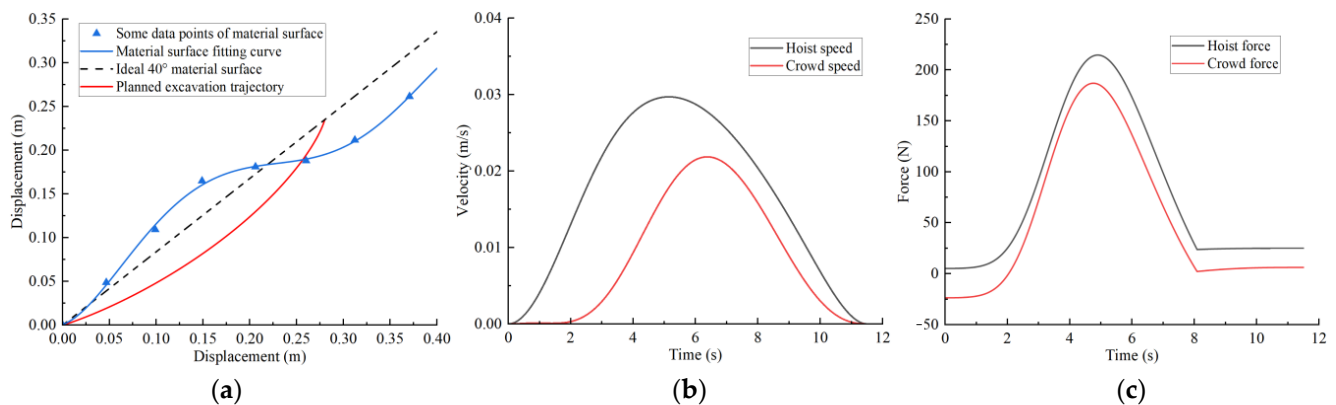 0.35
0.30
0.25
0.20
0.15
0.10
0.05
0.00
Displacement (m)
Some data points of material surface
Material surface fitting curve
Ideal 40° material surface
Planned excavation trajectory
0.00 0.05 0.10 0.15 0.20 0.25 0.30 0.35 0.40
Displacement (m)
(a)
0.04
0.03
0.02
0.01
0.00
Velocity (m/s)
Hoist speed
Crowd speed
0 2 4 6 8 10 12
Time (s)
(b)
250
200
150
100
50
0
−50
Force (N)
Hoist force
Crowd force
0 2 4 6 8 10 12
Time (s)
(c)